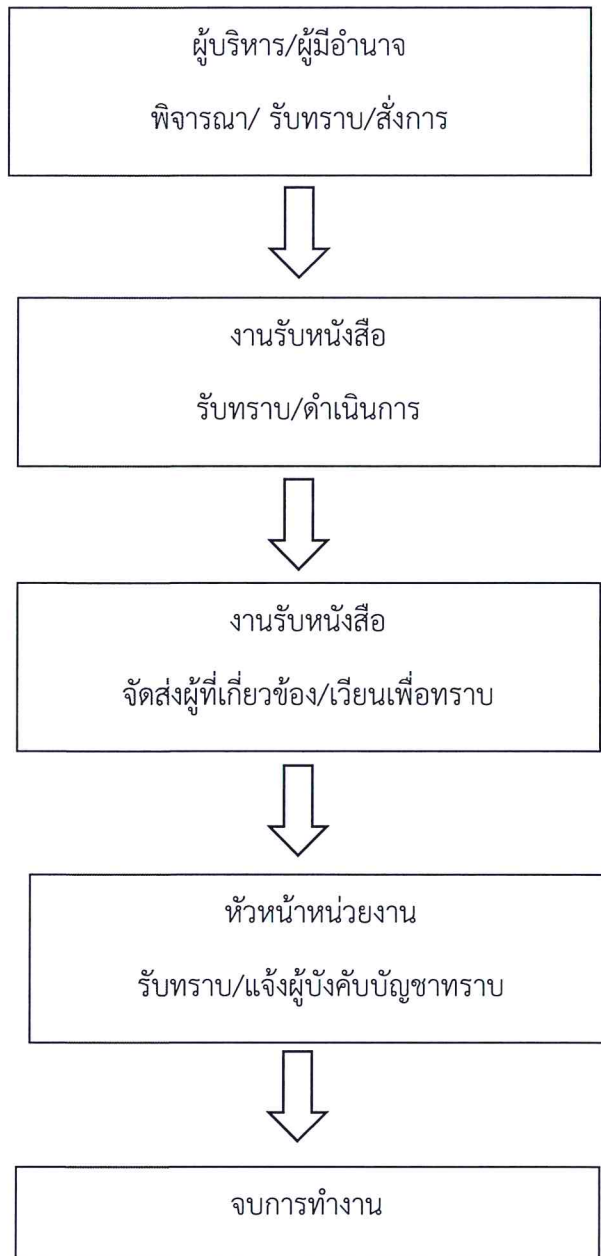 ผู้บริหาร/ผู้มีอำนาจ
พิจารณา/ รับทราบ/สั่งการ
งานรับหนังสือ
รับทราบ/ดำเนินการ
งานรับหนังสือ
จัดส่งผู้ที่เกี่ยวข้อง/เวียนเพื่อทราบ
หัวหน้าหน่วยงาน
รับทราบ/แจ้งผู้บังคับบัญชาทราบ
จบการทำงาน